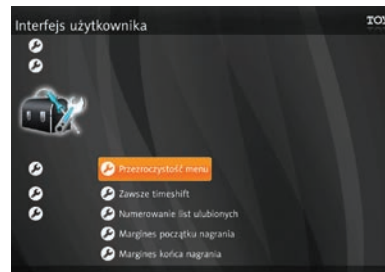 Interfejs użytkownika
Przezroczystość menu
Zawsze timeshift
Numerowanie list ulubionych
Margines początku nagrania
Margines końca nagrania